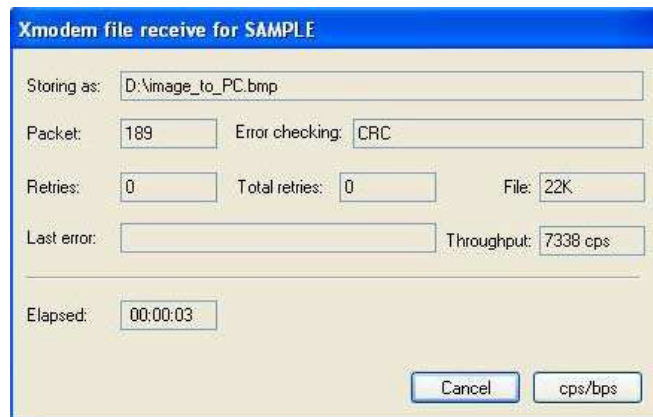 Xmodem file receive for SAMPLE
Storing as: D:\image_to_PC.bmp
Packet: 189 Error checking: CRC
Retries: 0 Total retries: 0 File: 22K
Last error: Throughput: 7338 cps
Elapsed: 00:00:03
Cancel cps/bps